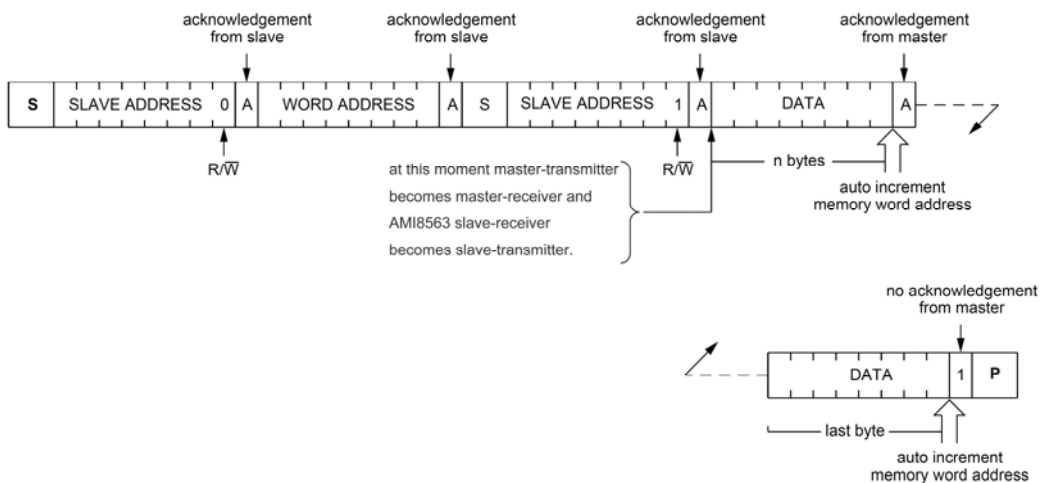 acknowledgement from slave
acknowledgement from slave
acknowledgement from slave
acknowledgement from master
S SLAVE ADDRESS 0 A WORD ADDRESS A S SLAVE ADDRESS 1 A DATA A
R/W̅
at this moment master-transmitter
becomes master-receiver and
AMI8563 slave-receiver
becomes slave-transmitter.
R/W̅
n bytes
auto increment
memory word address
no acknowledgement
from master
DATA 1 P
last byte
auto increment
memory word address